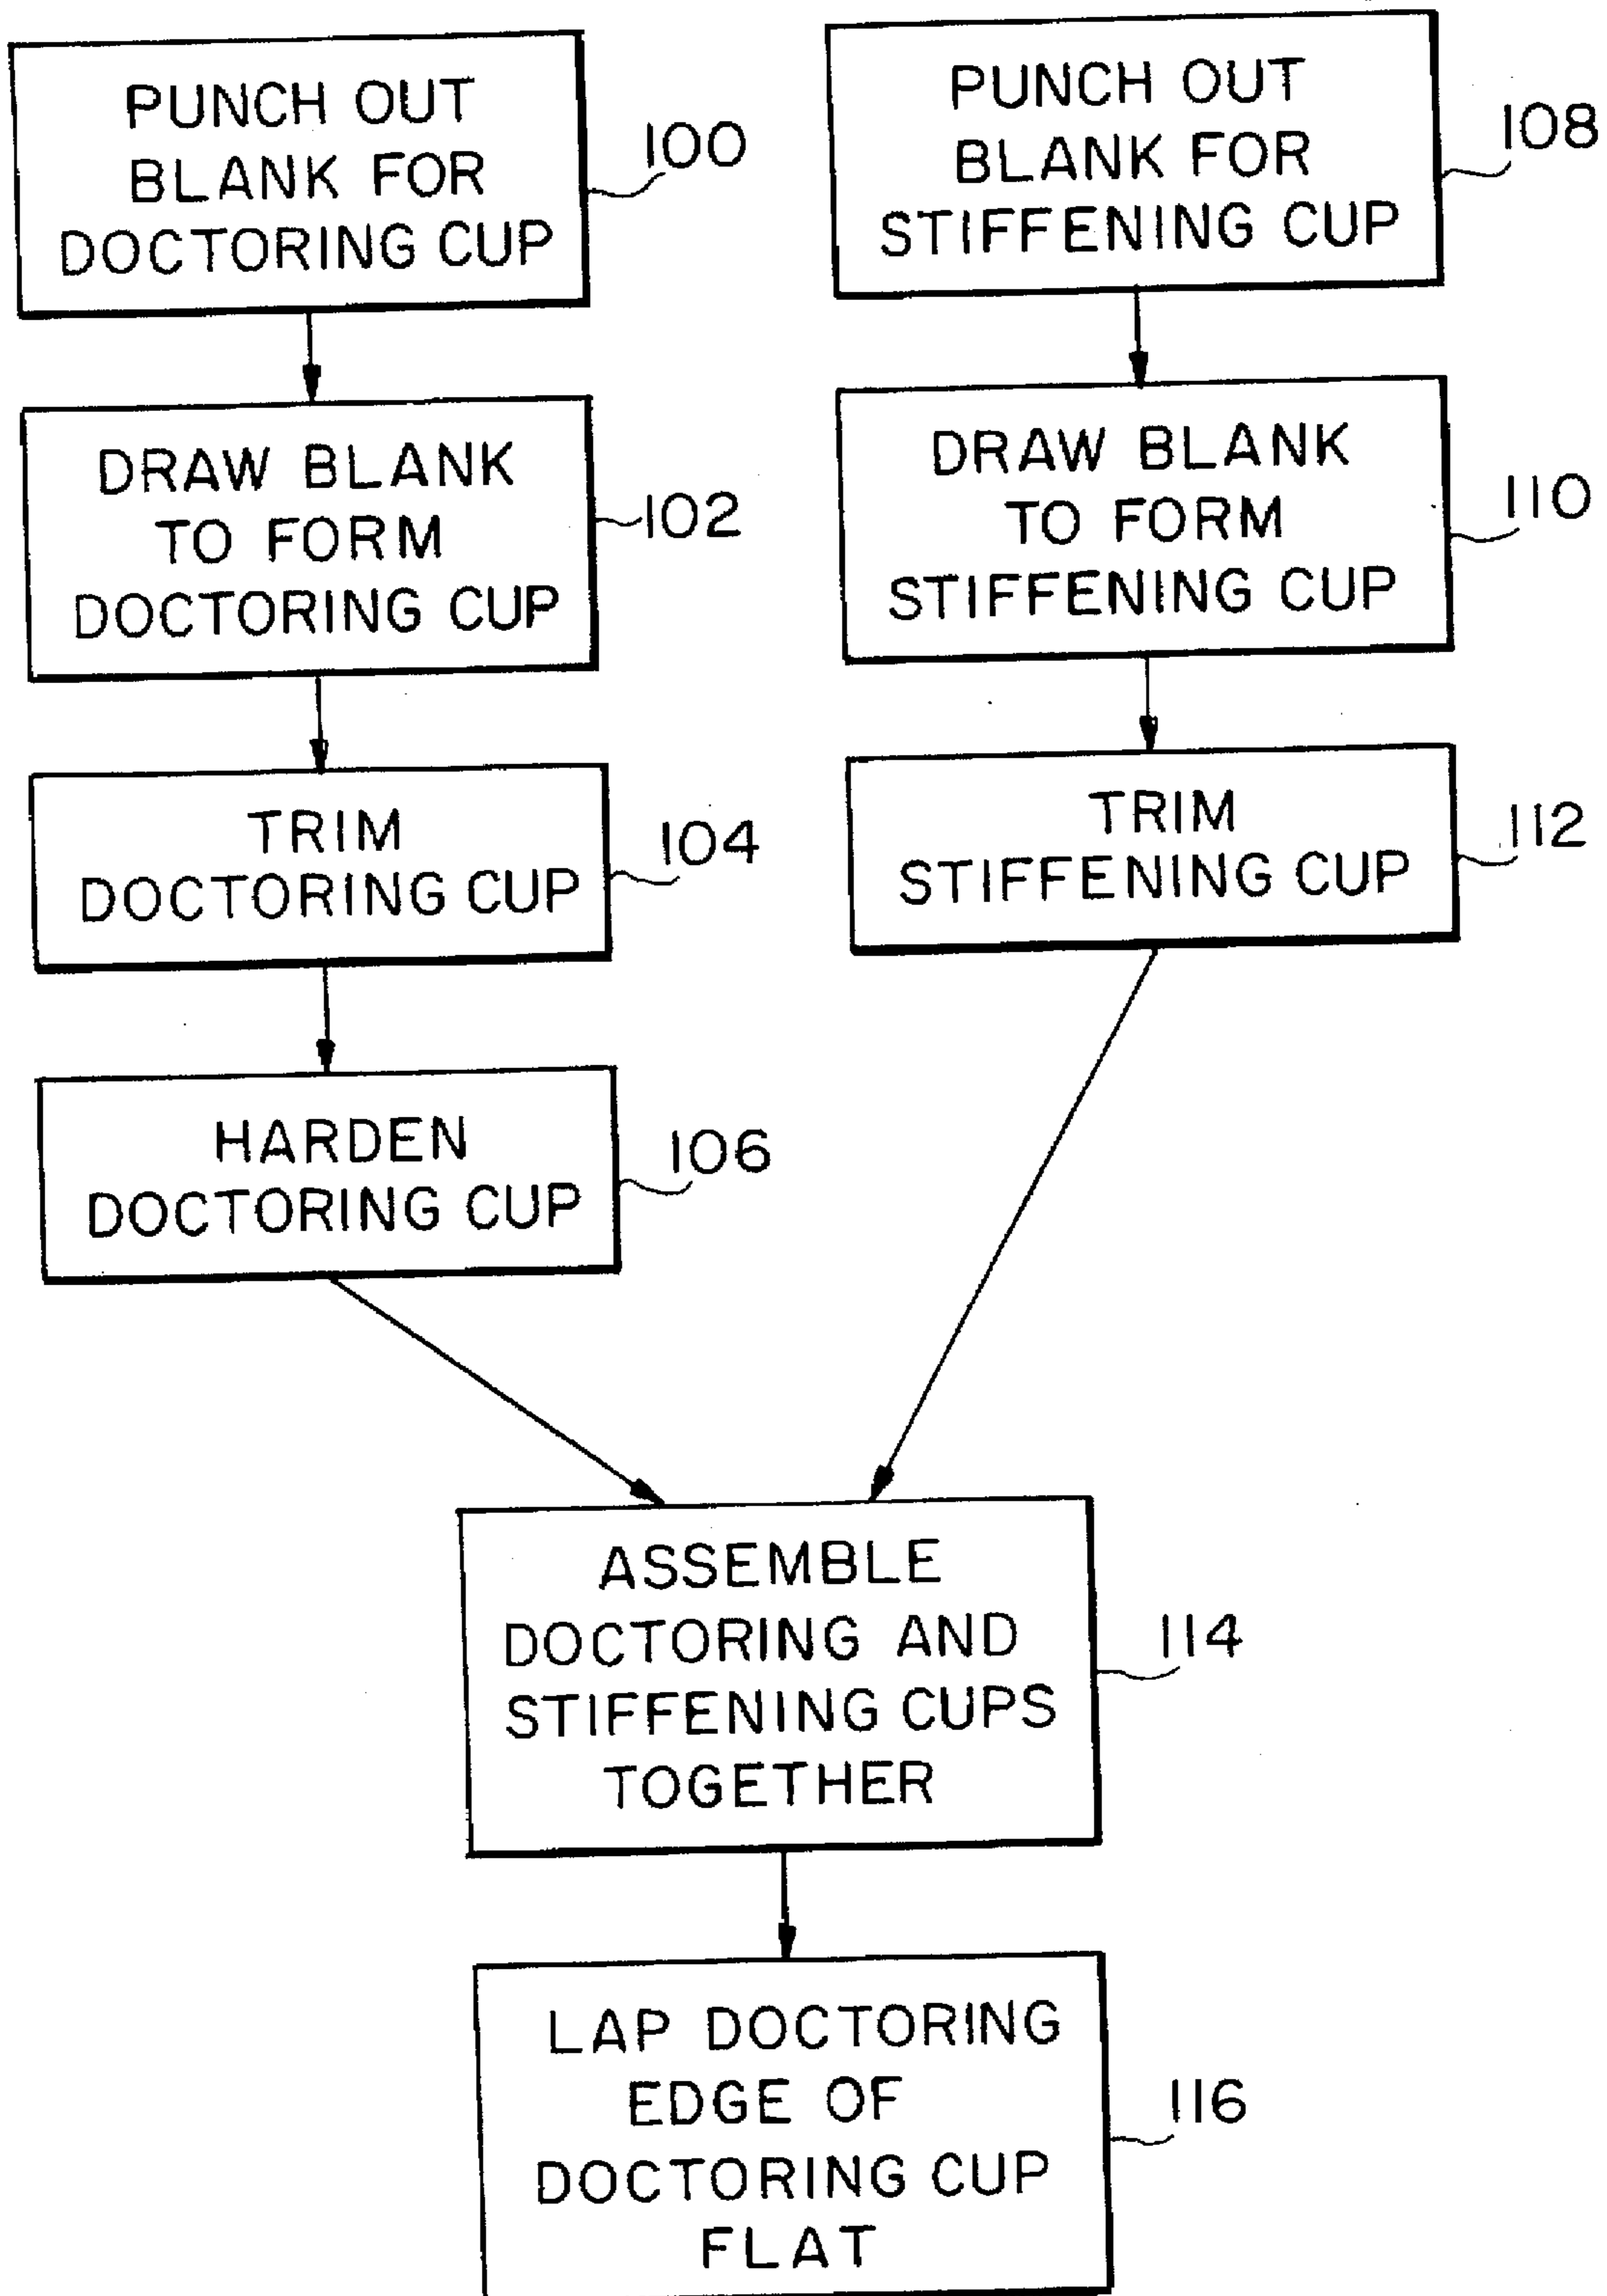 PUNCH OUT
BLANK FOR
DOCTORING CUP
100
DRAW BLANK
TO FORM
DOCTORING CUP
102
TRIM
DOCTORING CUP
104
HARDEN
DOCTORING CUP
106
PUNCH OUT
BLANK FOR
STIFFENING CUP
108
DRAW BLANK
TO FORM
STIFFENING CUP
110
TRIM
STIFFENING CUP
112
ASSEMBLE
DOCTORING AND
STIFFENING CUPS
TOGETHER
114
LAP DOCTORING
EDGE OF
DOCTORING CUP
FLAT
116